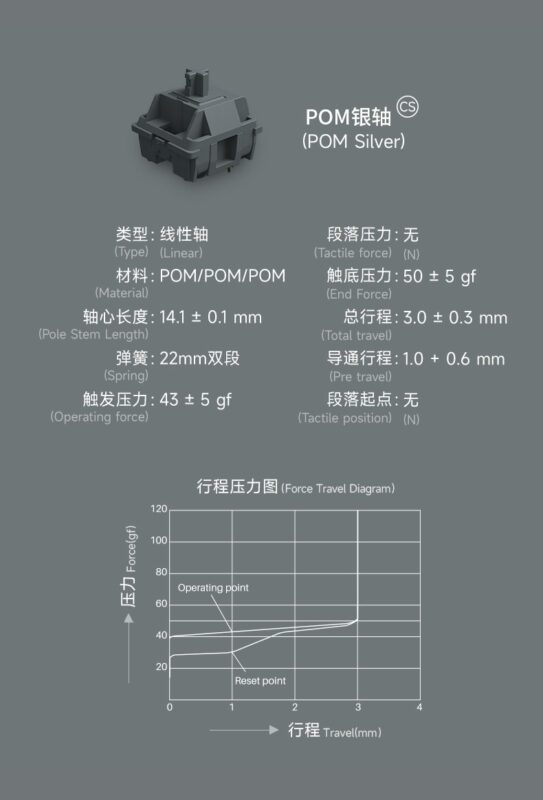 POM银轴 CS
(POM Silver)
类型: 线性轴
(Type) (Linear)
材料: POM/POM/POM
(Material)
轴心长度: 14.1 ± 0.1 mm
(Pole Stem Length)
弹簧: 22mm双段
(Spring)
触发压力: 43 ± 5 gf
(Operating force)
段落压力: 无
(Tactile force) (N)
触底压力: 50 ± 5 gf
(End Force)
总行程: 3.0 ± 0.3 mm
(Total travel)
导通行程: 1.0 + 0.6 mm
(Pre travel)
段落起点: 无
(Tactile position) (N)
行程压力图 (Force Travel Diagram)
压力 Force(gf)
120
100
80
60
40
20
Operating point
Reset point
0 1 2 3 4
行程 Travel(mm)